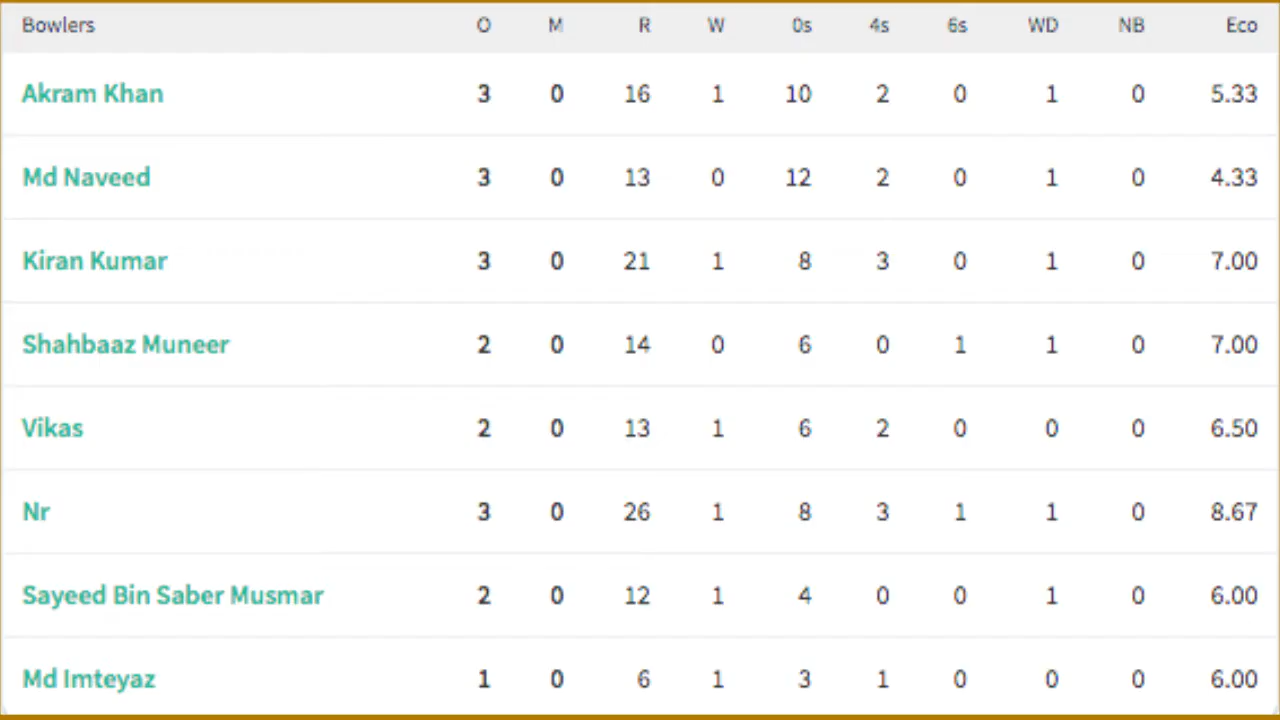 Bowlers O M R W 0s 4s 6s WD NB Eco
Akram Khan 3 0 16 1 10 2 0 1 0 5.33
Md Naveed 3 0 13 0 12 2 0 1 0 4.33
Kiran Kumar 3 0 21 1 8 3 0 1 0 7.00
Shahbaaz Muneer 2 0 14 0 6 0 1 1 0 7.00
Vikas 2 0 13 1 6 2 0 0 0 6.50
Nr 3 0 26 1 8 3 1 1 0 8.67
Sayeed Bin Saber Musmar 2 0 12 1 4 0 0 1 0 6.00
Md Imteyaz 1 0 6 1 3 1 0 0 0 6.00